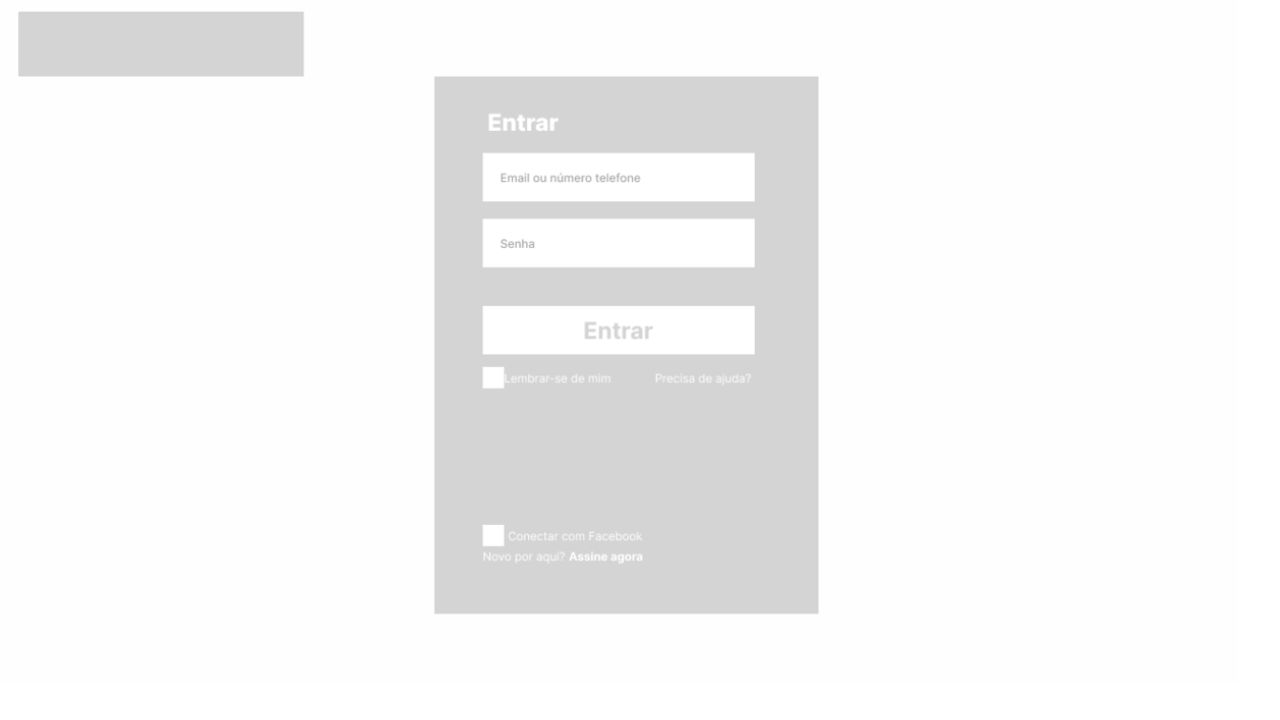 Entrar
Email ou número telefone
Senha
Entrar
Lembrar-se de mim Precisa de ajuda?
Conectar com Facebook
Novo por aqui? Assine agora